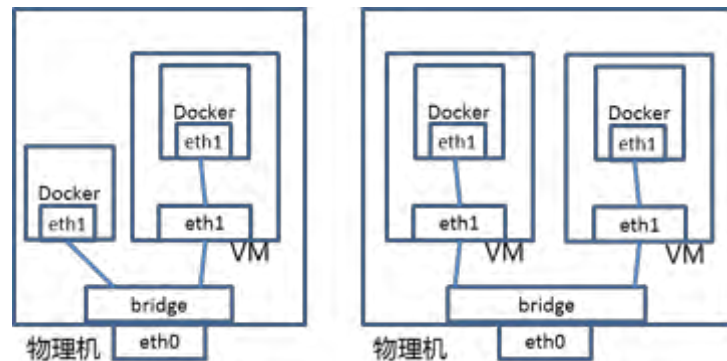 Docker
eth1
Docker
eth1
eth1
VM
bridge
物理机
eth0
Docker
eth1
Docker
eth1
eth1
VM
eth1
VM
bridge
物理机
eth0